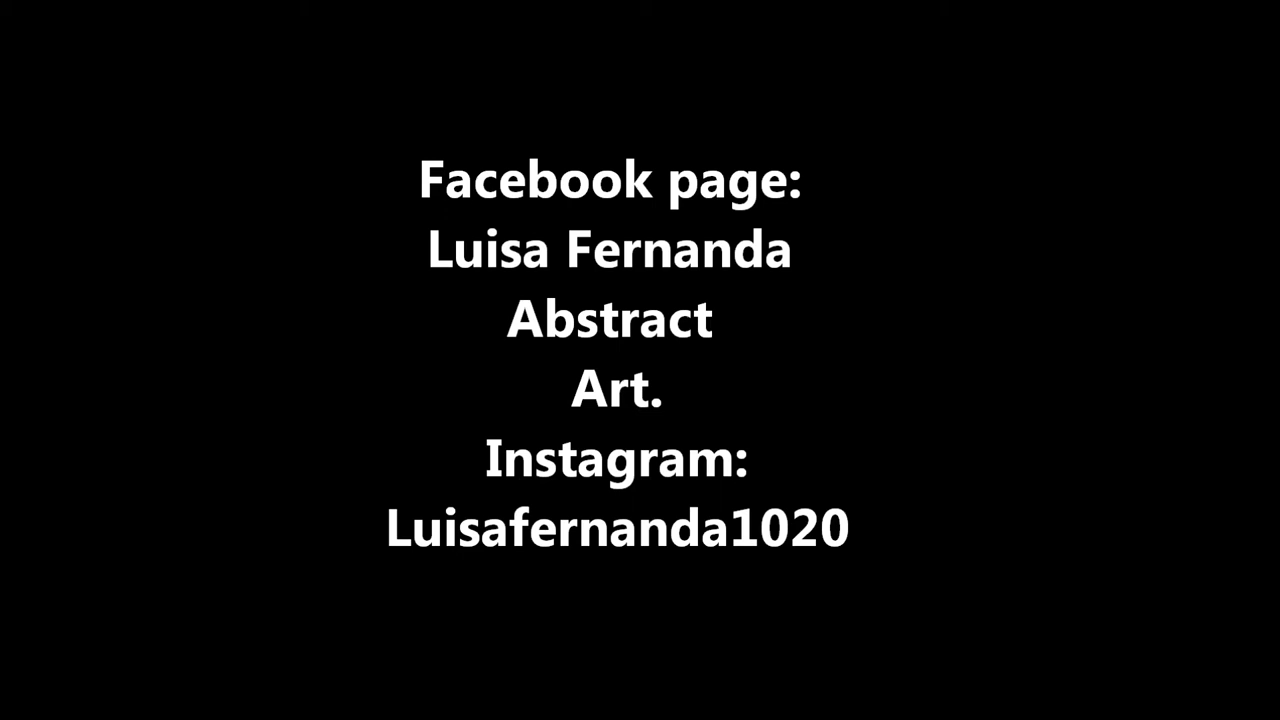 Facebook page:
Luisa Fernanda
Abstract
Art.
Instagram:
Luisafernanda1020